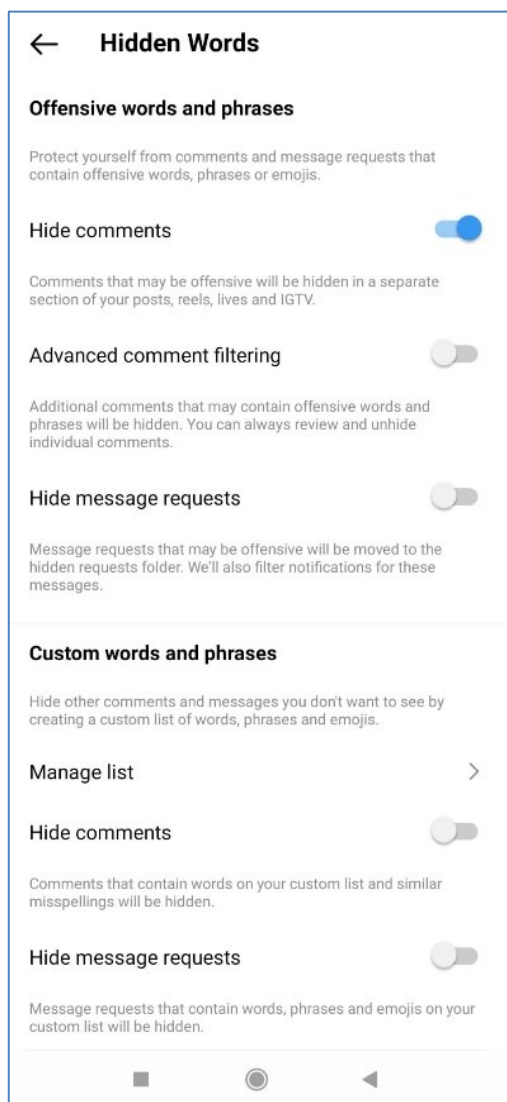 Hidden Words
Offensive words and phrases
Protect yourself from comments and message requests that
contain offensive words, phrases or emojis.
Hide comments
Comments that may be offensive will be hidden in a separate
section of your posts, reels, lives and IGTV.
Advanced comment filtering
Additional comments that may contain offensive words and
phrases will be hidden. You can always review and unhide
individual comments.
Hide message requests
Message requests that may be offensive will be moved to the
hidden requests folder. We'll also filter notifications for these
messages.
Custom words and phrases
Hide other comments and messages you don't want to see by
creating a custom list of words, phrases and emojis.
Manage list
Hide comments
Comments that contain words on your custom list and similar
misspellings will be hidden.
Hide message requests
Message requests that contain words, phrases and emojis on your
custom list will be hidden.